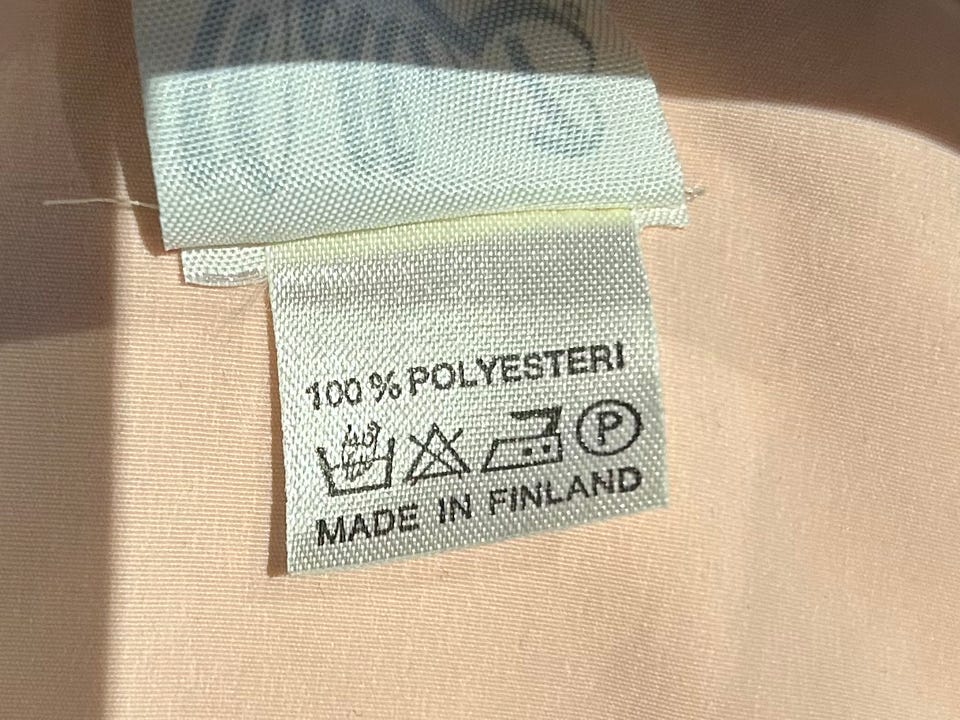 100 % POLYESTERI
P
MADE IN FINLAND